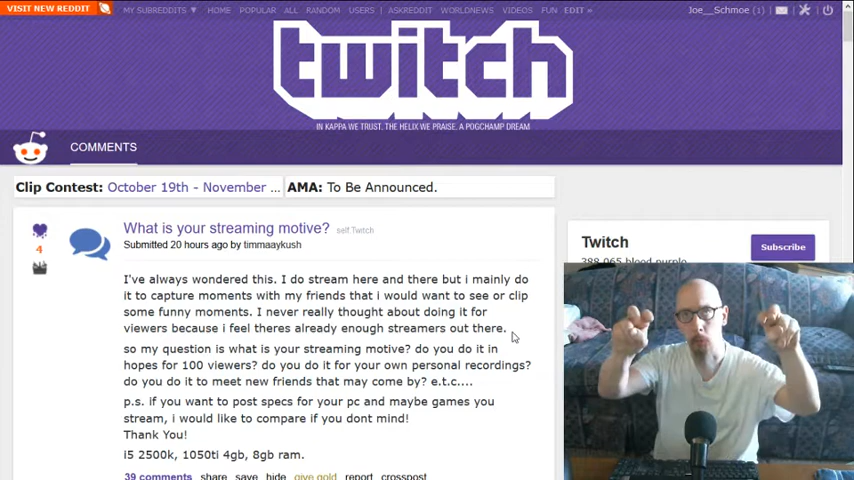 VISIT NEW REDDIT
MY SUBREDDITS ▼ HOME POPULAR ALL RANDOM USERS | ASKREDDIT WORLDNEWS VIDEOS FUN EDIT »
Joe__Schmoe (1) |
twitch
IN KAPPA WE TRUST, THE HELIX WE PRAISE, A POGCHAMP DREAM
COMMENTS
Clip Contest: October 19th - November ...
AMA: To Be Announced.
What is your streaming motive? self.Twitch
4
Submitted 20 hours ago by timmaaykush
I've always wondered this. I do stream here and there but i mainly do
it to capture moments with my friends that i would want to see or clip
some funny moments. I never really thought about doing it for
viewers because i feel theres already enough streamers out there.
so my question is what is your streaming motive? do you do it in
hopes for 100 viewers? do you do it for your own personal recordings?
do you do it to meet new friends that may come by? e.t.c....
p.s. if you want to post specs for your pc and maybe games you
stream, i would like to compare if you dont mind!
Thank You!
i5 2500k, 1050ti 4gb, 8gb ram.
39 comments share save hide give gold report crosspost
Twitch
Subscribe
388,065 blood purple